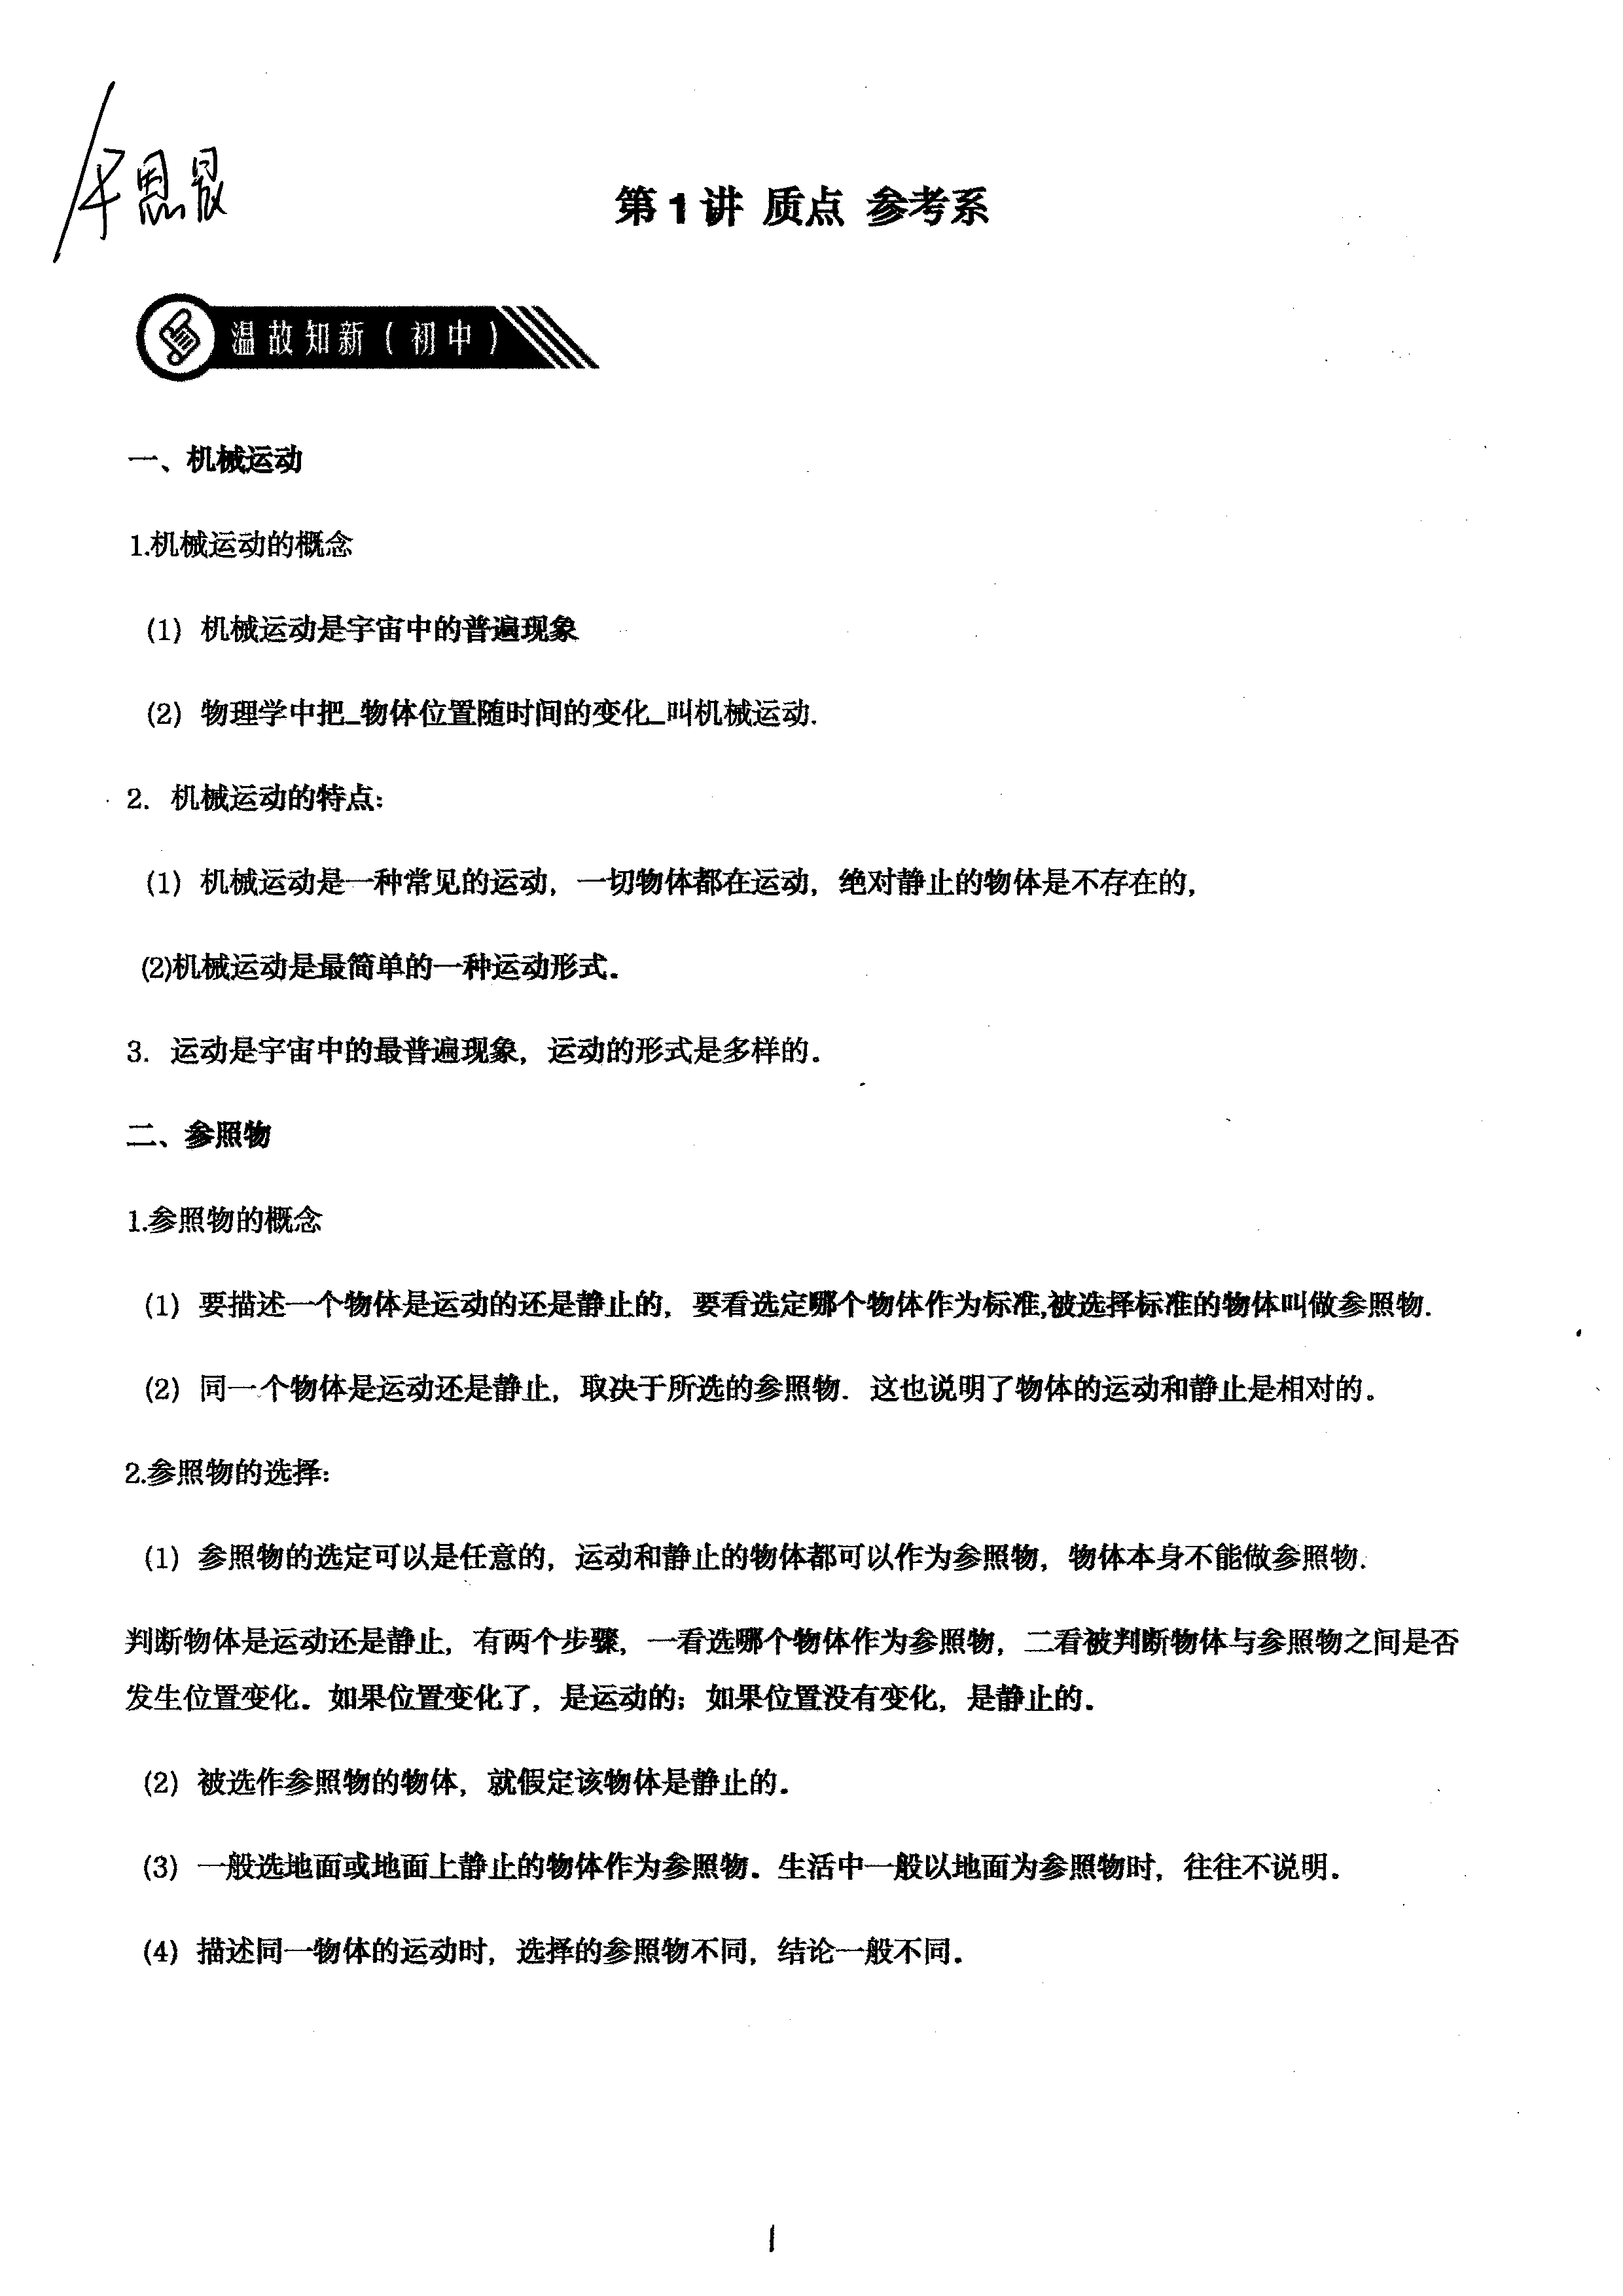 第 1 讲 质点 参考系
温故知新（初中）
一、机械运动
1.机械运动的概念
（1）机械运动是宇宙中的普遍现象
（2）物理学中把_物体位置随时间的变化_叫机械运动.
2．机械运动的特点：
（1）机械运动是一种常见的运动，一切物体都在运动，绝对静止的物体是不存在的，
(2)机械运动是最简单的一种运动形式。
3．运动是宇宙中的最普遍现象，运动的形式是多样的。
二、参照物
1.参照物的概念
（1）要描述一个物体是运动的还是静止的，要看选定哪个物体作为标准,被选择标准的物体叫做参照物.
（2）同一个物体是运动还是静止，取决于所选的参照物．这也说明了物体的运动和静止是相对的。
2.参照物的选择：
（1）参照物的选定可以是任意的，运动和静止的物体都可以作为参照物，物体本身不能做参照物.
判断物体是运动还是静止，有两个步骤，一看选哪个物体作为参照物，二看被判断物体与参照物之间是否
发生位置变化。如果位置变化了，是运动的；如果位置没有变化，是静止的。
（2）被选作参照物的物体，就假定该物体是静止的。
（3）一般选地面或地面上静止的物体作为参照物。生活中一般以地面为参照物时，往往不说明。
（4）描述同一物体的运动时，选择的参照物不同，结论一般不同。
1